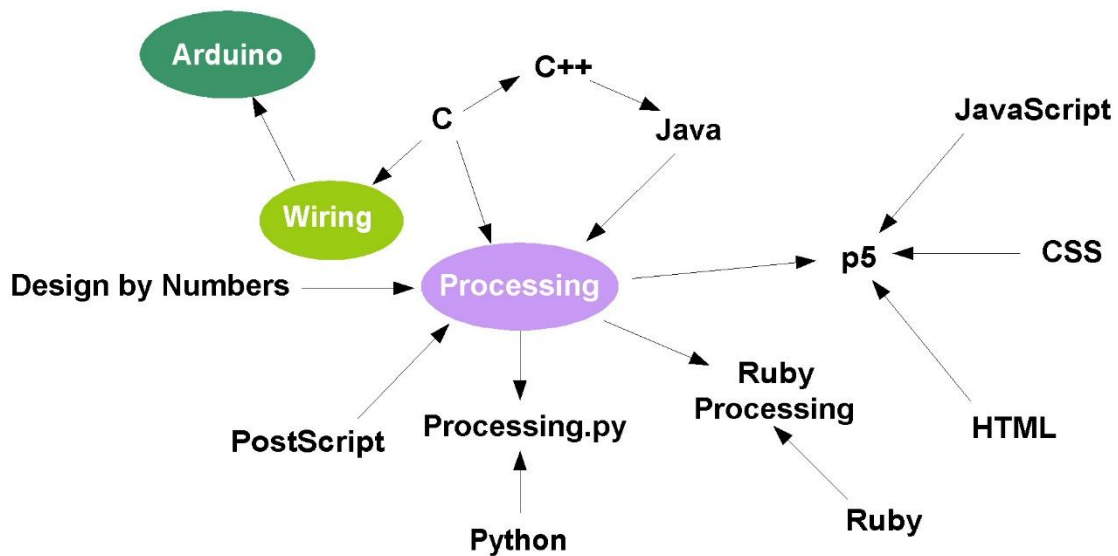 Arduino
C++
C
Java
JavaScript
Wiring
p5
CSS
Design by Numbers
Processing
Ruby
Processing
PostScript
Processing.py
HTML
Python
Ruby